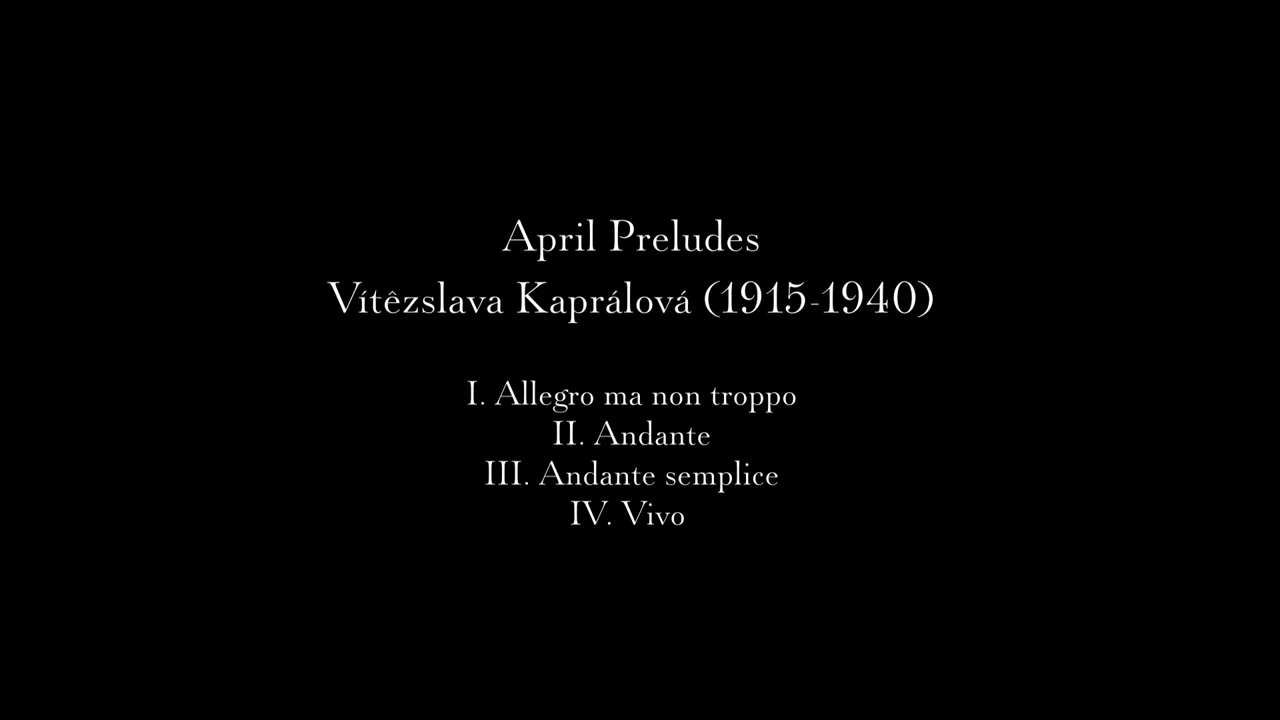 April Preludes
Vítêzslava Kaprálová (1915-1940)
I. Allegro ma non troppo
II. Andante
III. Andante semplice
IV. Vivo